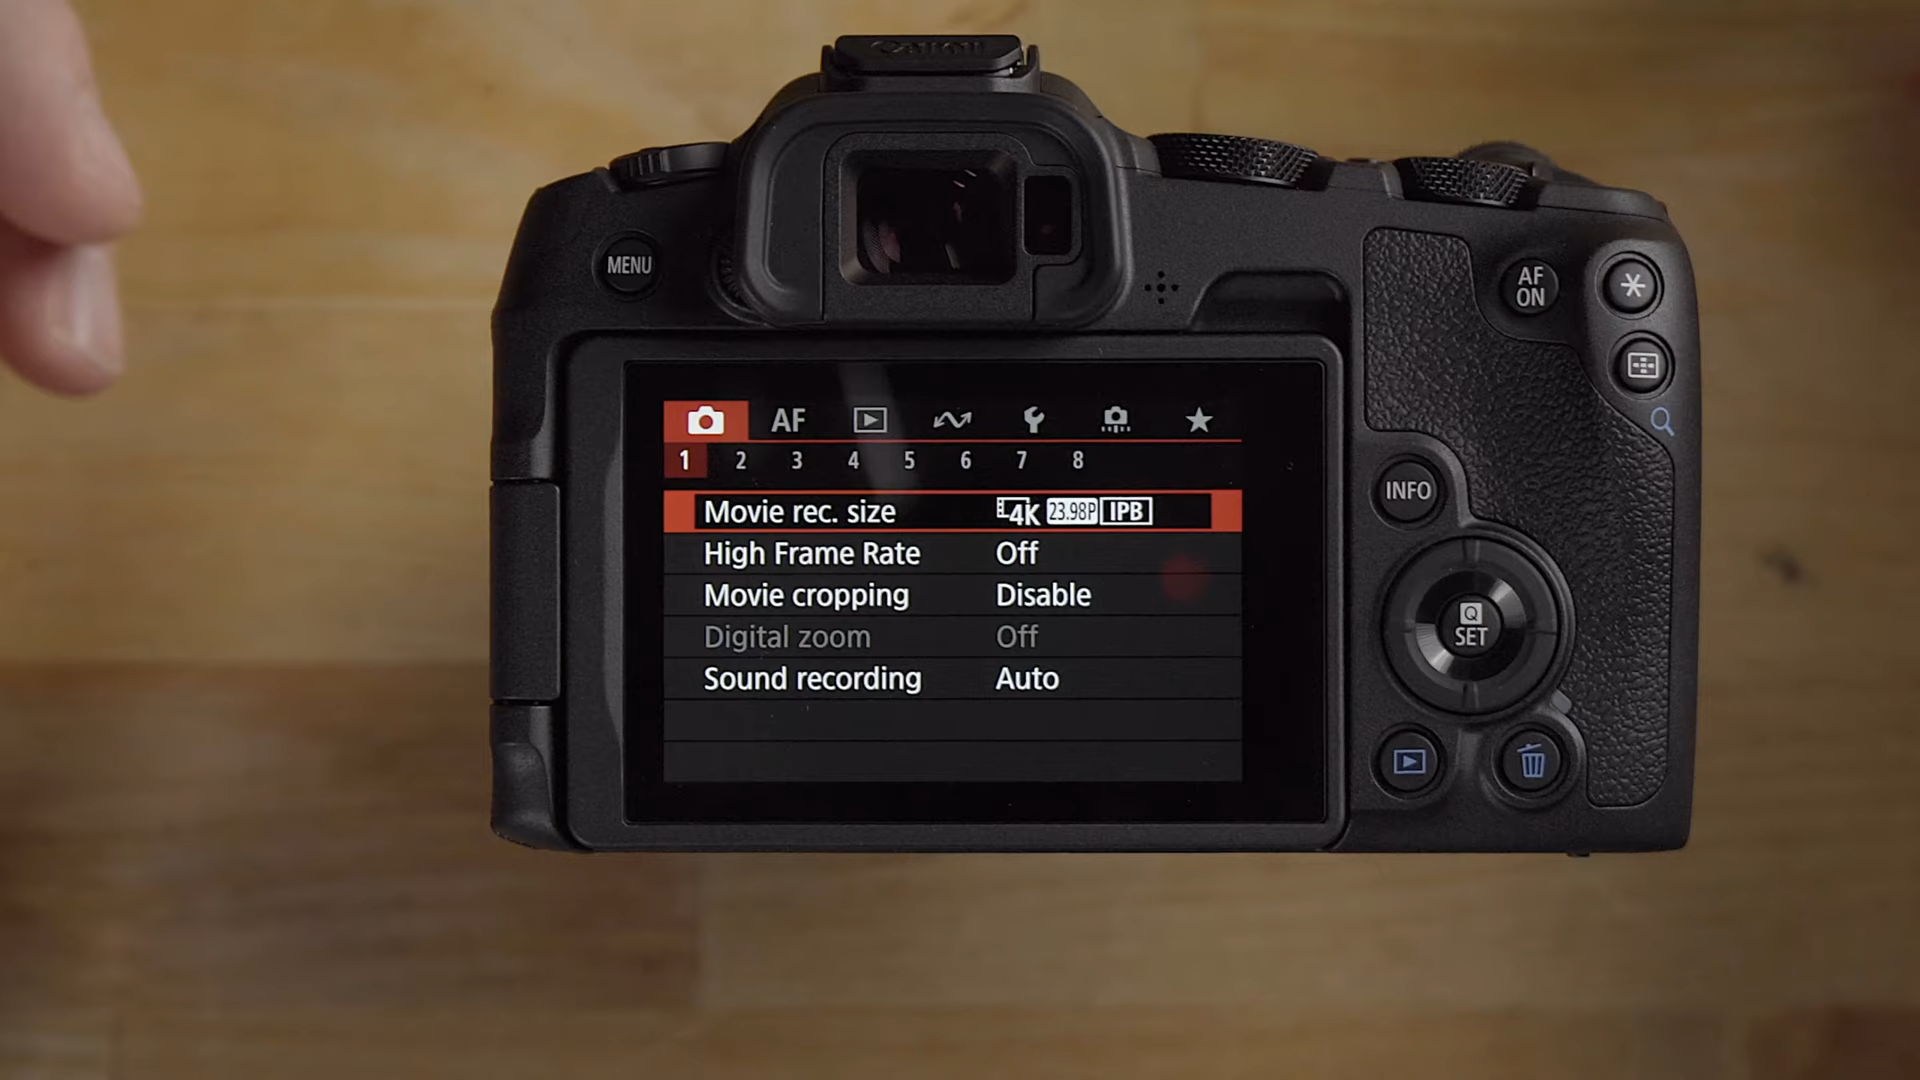 Canon
MENU
AF
ON
AF
1 2 3 4 5 6 7 8
INFO
Movie rec. size 4K 23.98P IPB
High Frame Rate Off
Movie cropping Disable
Digital zoom Off
Sound recording Auto
Q
SET